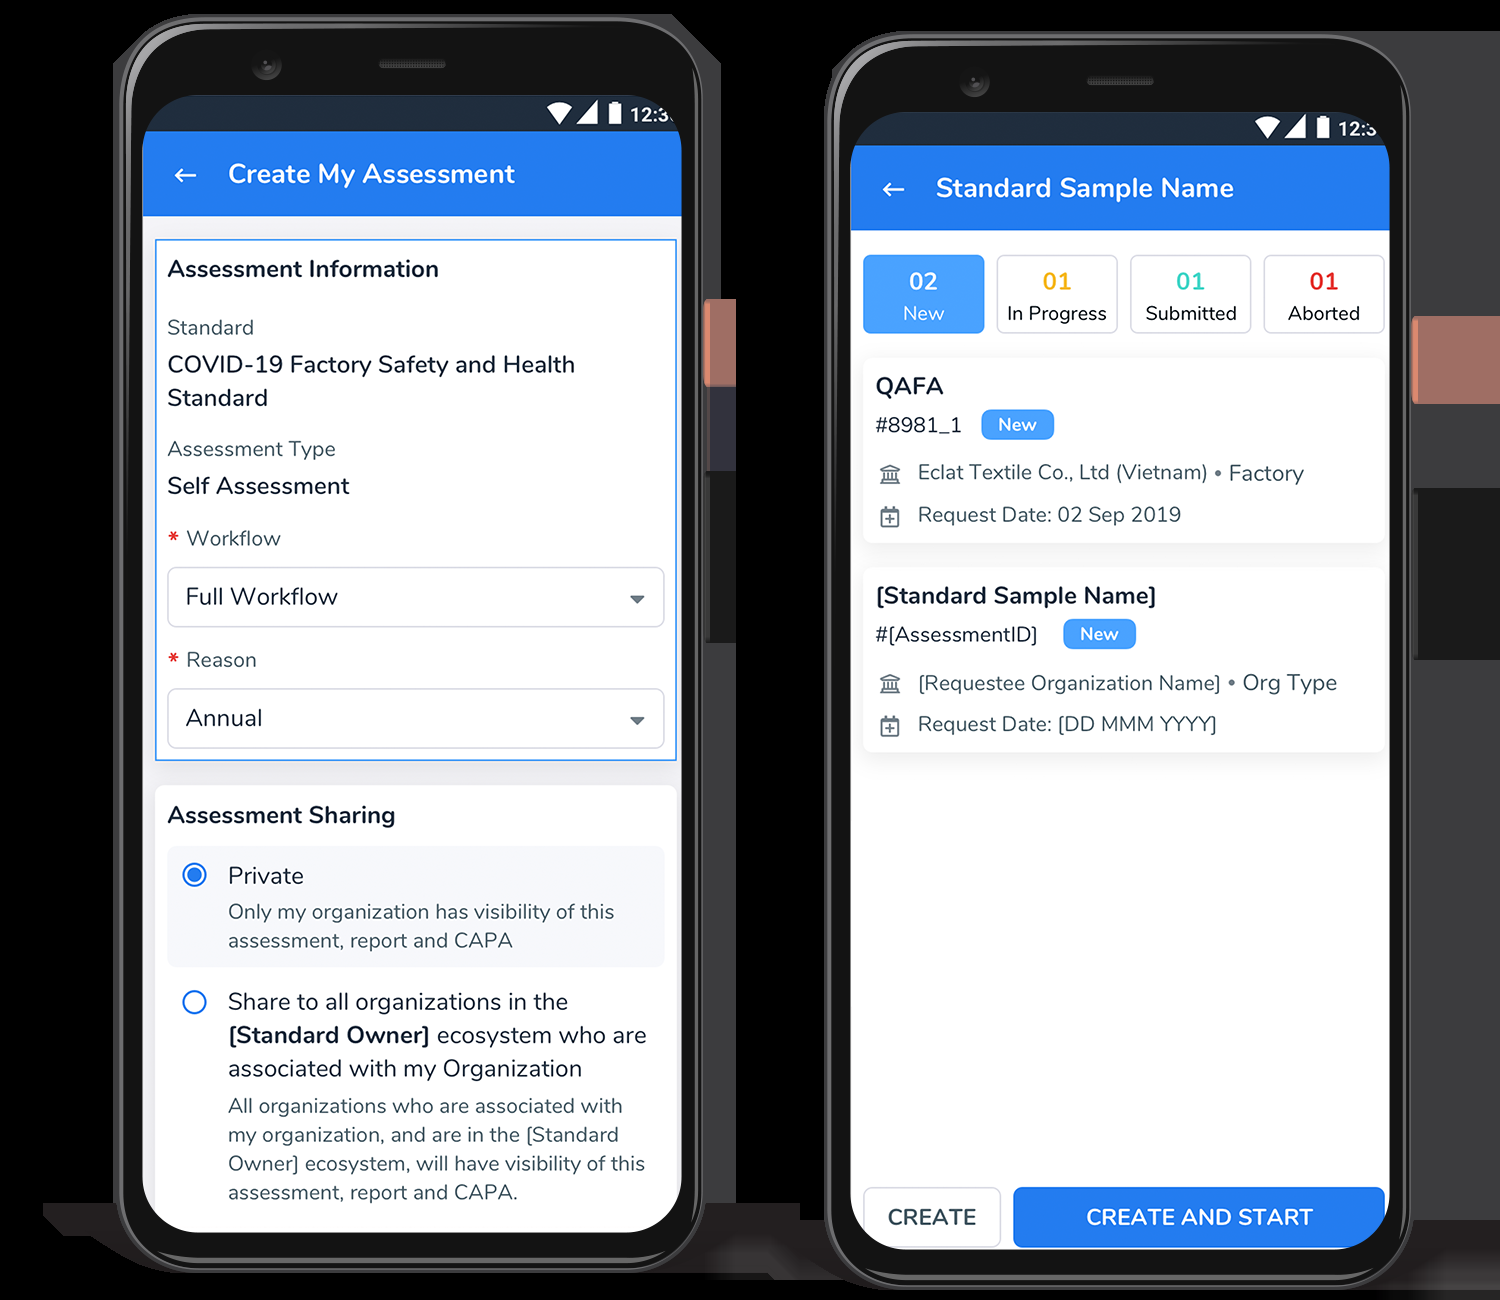 12:3
Create My Assessment
Assessment Information
Standard
COVID-19 Factory Safety and Health
Standard
Assessment Type
Self Assessment
* Workflow
Full Workflow
* Reason
Annual
Assessment Sharing
Private
Only my organization has visibility of this
assessment, report and CAPA
Share to all organizations in the
[Standard Owner] ecosystem who are
associated with my Organization
All organizations who are associated with
my organization, and are in the [Standard
Owner] ecosystem, will have visibility of this
assessment, report and CAPA.
12:3
Standard Sample Name
02
New
01
In Progress
01
Submitted
01
Aborted
QAFA
#8981_1 New
Eclat Textile Co., Ltd (Vietnam) • Factory
Request Date: 02 Sep 2019
[Standard Sample Name]
#[AssessmentID] New
[Requestee Organization Name] • Org Type
Request Date: [DD MMM YYYY]
CREATE
CREATE AND START